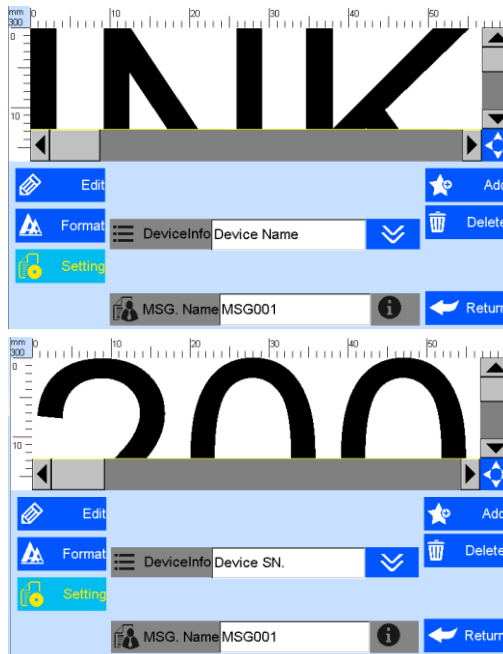 mm 0 10 20 30 40 50
300
0
INK
10
Edit Add
Format DeviceInfo Device Name Delete
Setting
MSG. Name MSG001 Return
mm 0 10 20 30 40 50
300
0
200
10
Edit Add
Format DeviceInfo Device SN. Delete
Setting
MSG. Name MSG001 Return